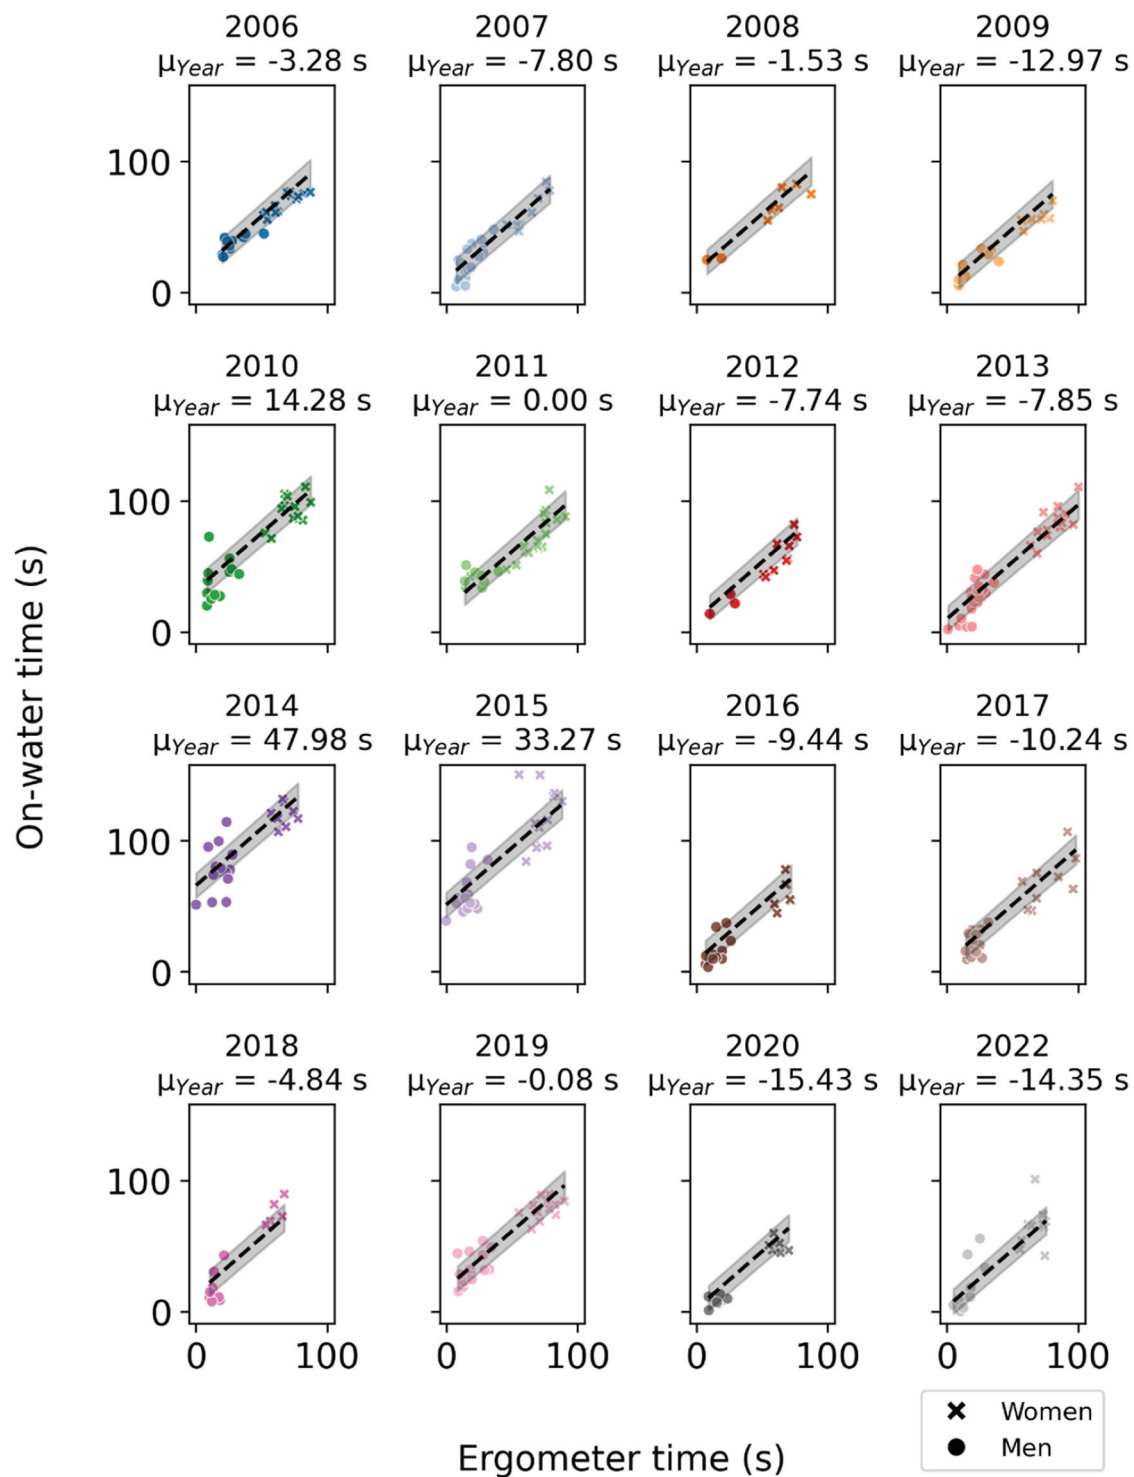 2006 2007 2008 2009
μYear = -3.28 s μYear = -7.80 s μYear = -1.53 s μYear = -12.97 s
100
0
2010 2011 2012 2013
μYear = 14.28 s μYear = 0.00 s μYear = -7.74 s μYear = -7.85 s
100
0
On-water time (s)
2014 2015 2016 2017
μYear = 47.98 s μYear = 33.27 s μYear = -9.44 s μYear = -10.24 s
100
0
2018 2019 2020 2022
μYear = -4.84 s μYear = -0.08 s μYear = -15.43 s μYear = -14.35 s
100
0
0 100 0 100 0 100 0 100
Women
Men
Ergometer time (s)